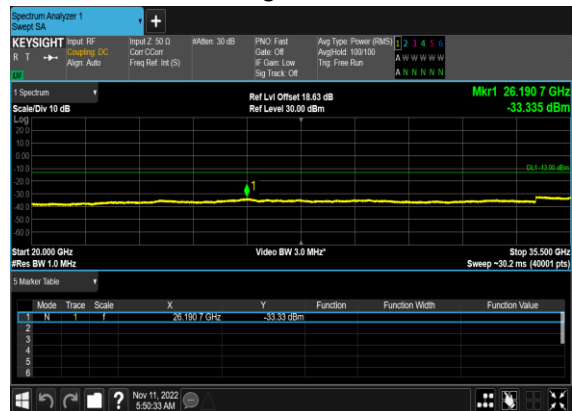 Spectrum Analyzer 1
Swept SA
+
KEYSIGHT Input: RF Input Z: 50 Ω #Atten: 30 dB PNO: Fast Avg Type: Power (RMS) 1 2 3 4 5 6
R T Coupling: DC Corr CCorr Gate: Off Avg|Hold: 100/100 A W W W W W
Align: Auto Freq Ref: Int (S) IF Gain: Low Trig: Free Run
Sig Track: Off A N N N N N
1 Spectrum Ref Lvl Offset 18.63 dB Mkr1 26.190 7 GHz
Scale/Div 10 dB Ref Level 30.00 dBm -33.335 dBm
Log
20.0
10.0
0.00
-10.0
DL1 -13.00 dBm
-20.0
1
-30.0
-40.0
-50.0
-60.0
Start 20.000 GHz Video BW 3.0 MHz* Stop 35.500 GHz
#Res BW 1.0 MHz Sweep ~30.2 ms (40001 pts)
5 Marker Table
Mode Trace Scale X Y Function Function Width Function Value
1 N 1 f 26.190 7 GHz -33.33 dBm
2
3
4
5
6
? Nov 11, 2022
5:50:33 AM